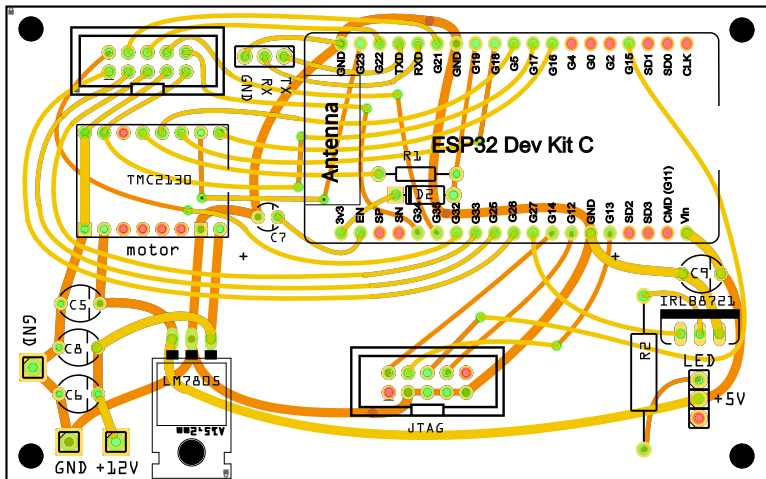 GND
G23
G22
TXD
RXD
G21
GND
G19
G18
G5
G17
G16
G4
G0
G2
G15
SD1
SD0
CLK
GND
RX
TX
Antenna
ESP32 Dev Kit C
R1
D2
TMC2130
motor
C7
3v3
EN
SP
SN
G34
G35
G32
G33
G25
G26
G27
G14
G12
GND
G13
SD2
SD3
CMD (G11)
Vin
+
+
C9
IRLB8721
C5
GND
C8
C6
LM7805
A15,2mm
R2
LED
+5V
JTAG
GND
+12V